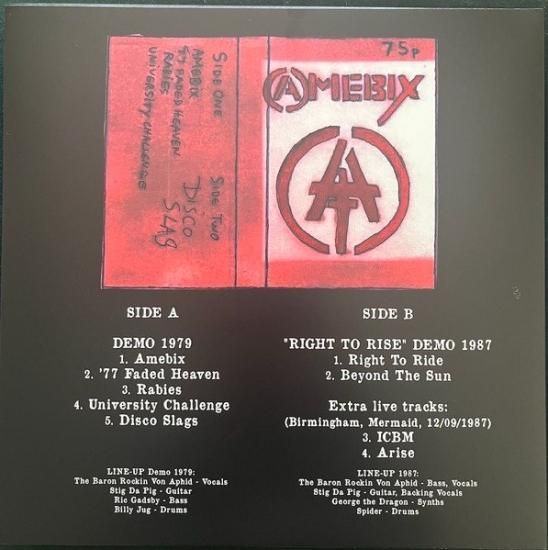 75p
AMEBIX
SIDE ONE
AMEBIX
'77 FADED HEAVEN
RABIES
UNIVERSITY CHALLENGE
SIDE TWO
DISCO
SLAG
SIDE A
DEMO 1979
1. Amebix
2. '77 Faded Heaven
3. Rabies
4. University Challenge
5. Disco Slags
LINE-UP Demo 1979:
The Baron Rockin Von Aphid - Vocals
Stig Da Pig - Guitar
Ric Gadsby - Bass
Billy Jug - Drums
SIDE B
"RIGHT TO RISE" DEMO 1987
1. Right To Ride
2. Beyond The Sun
Extra live tracks:
(Birmingham, Mermaid, 12/09/1987)
3. ICBM
4. Arise
LINE-UP 1987:
The Baron Rockin Von Aphid - Bass, Vocals
Stig Da Pig - Guitar, Backing Vocals
George the Dragon - Synths
Spider - Drums